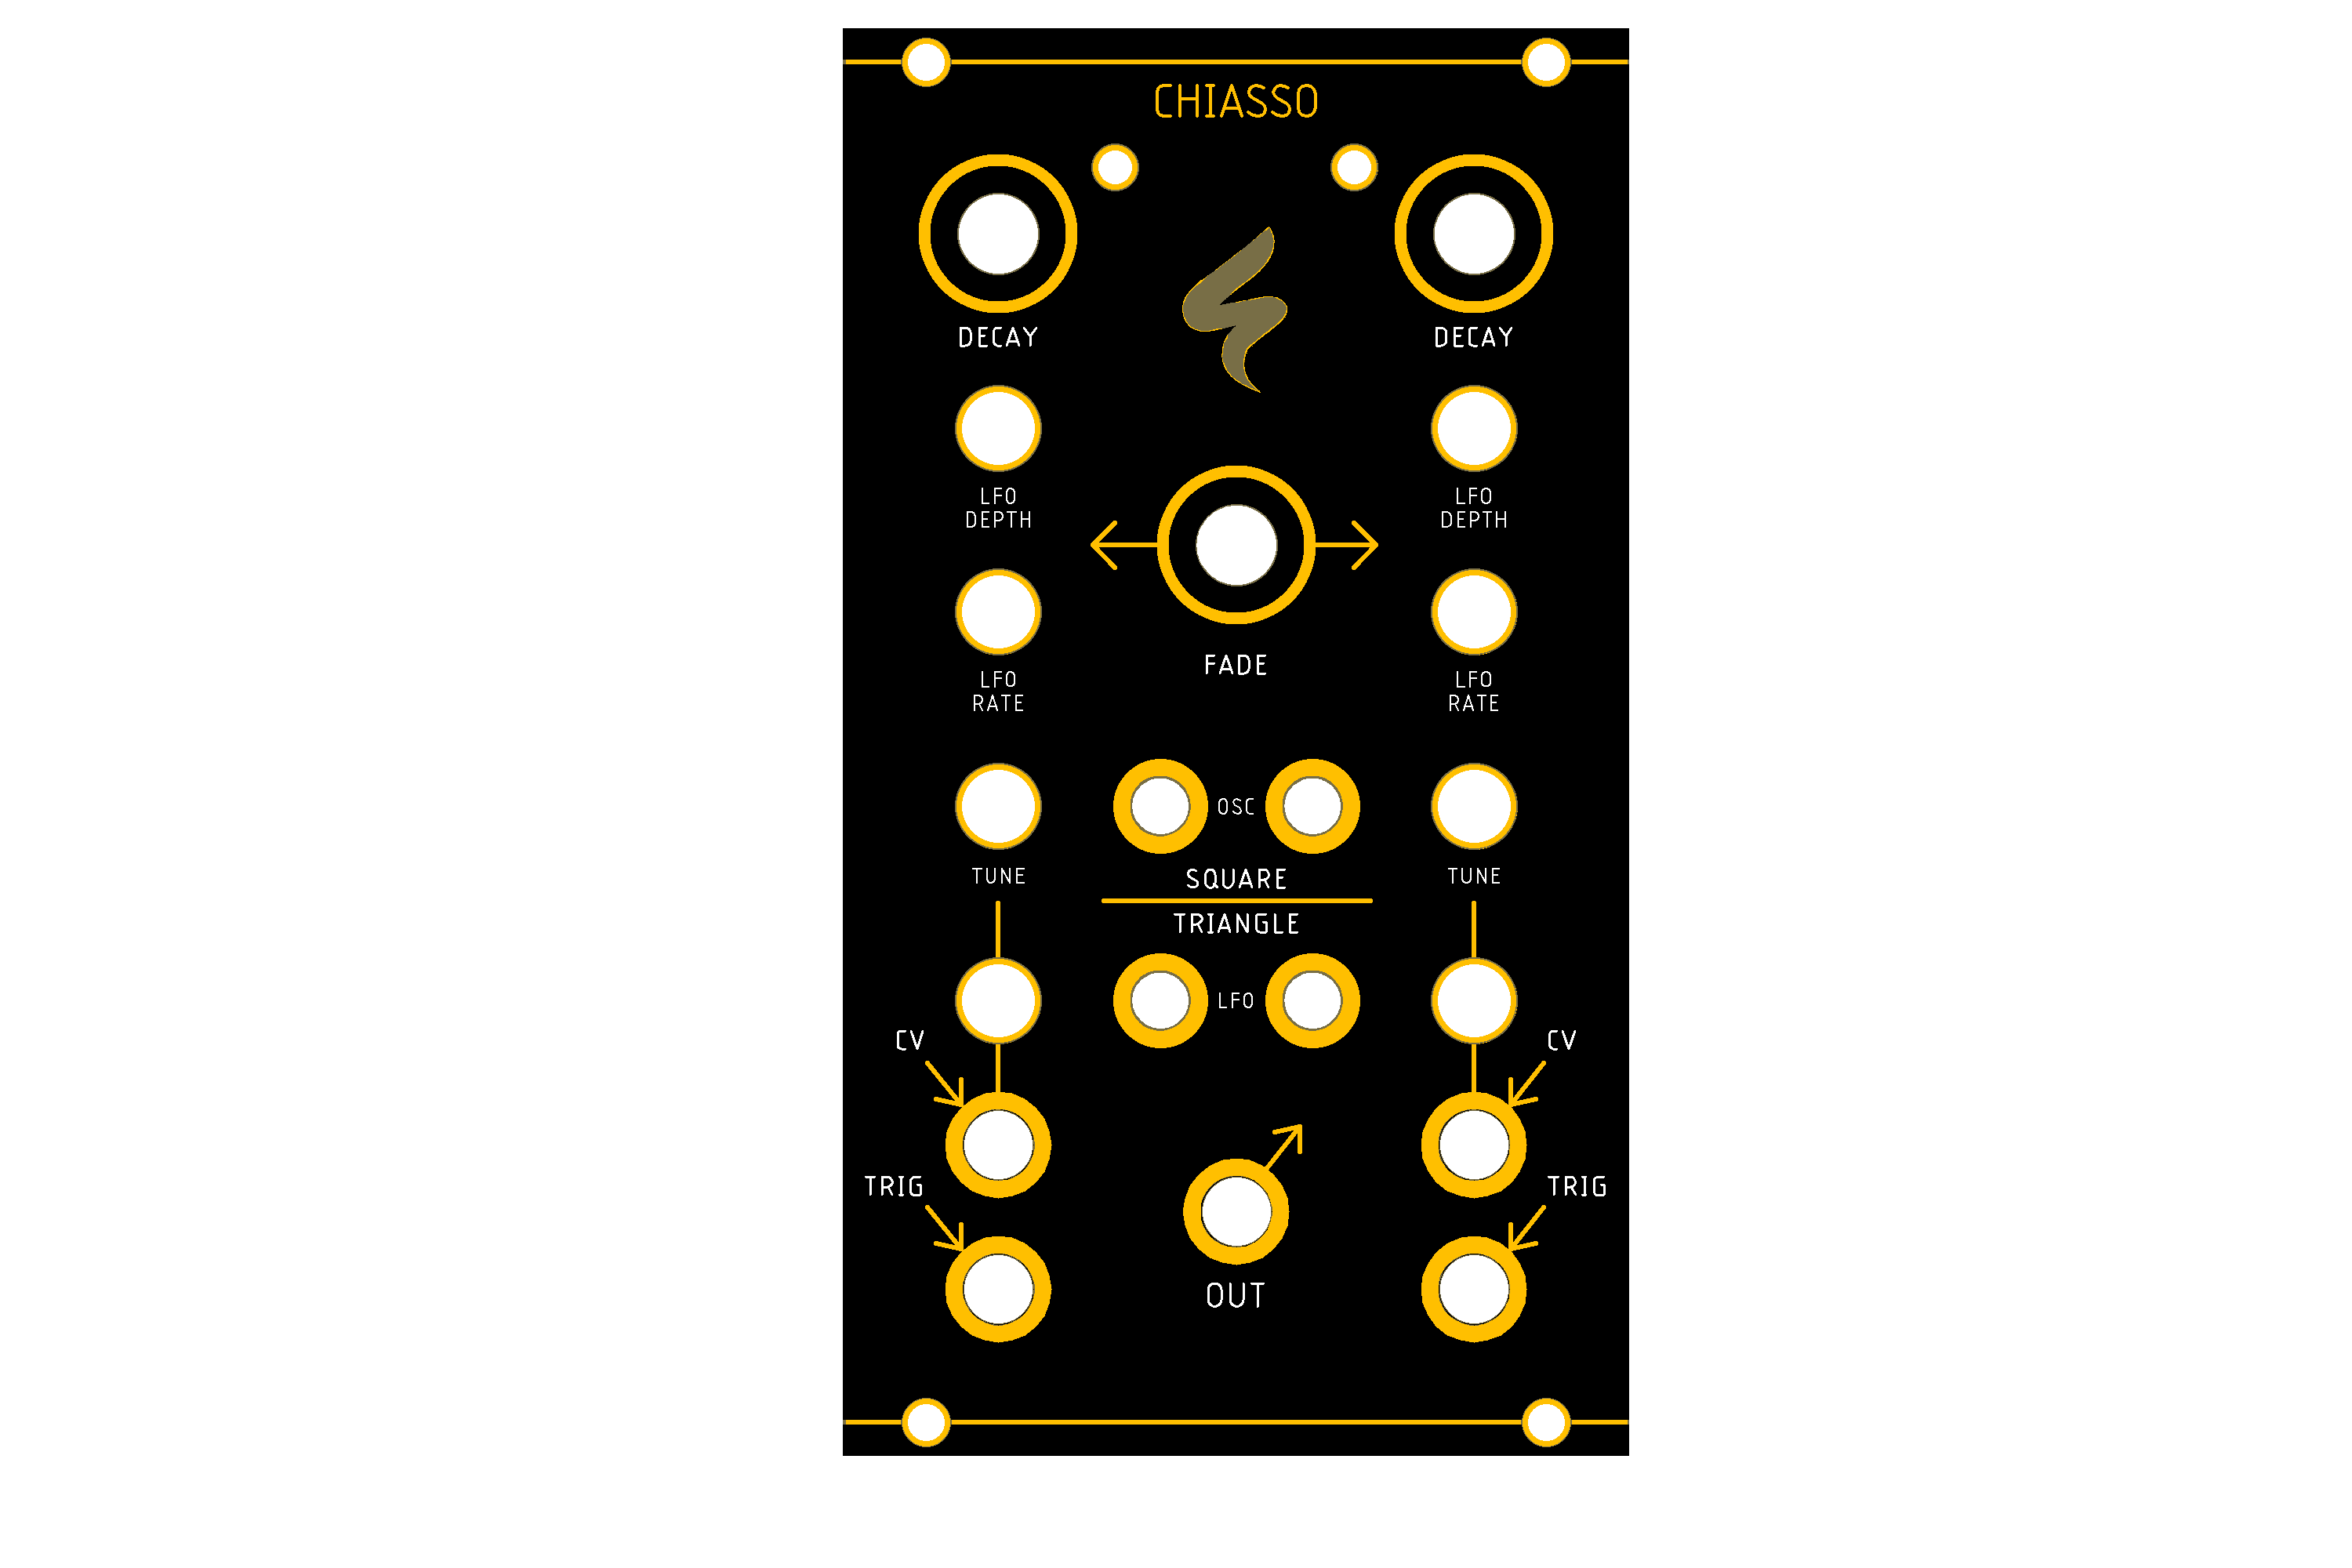 CHIASSO
DECAY
DECAY
LFO
DEPTH
LFO
DEPTH
FADE
LFO
RATE
LFO
RATE
OSC
TUNE
SQUARE
TUNE
TRIANGLE
LFO
CV
CV
TRIG
TRIG
OUT